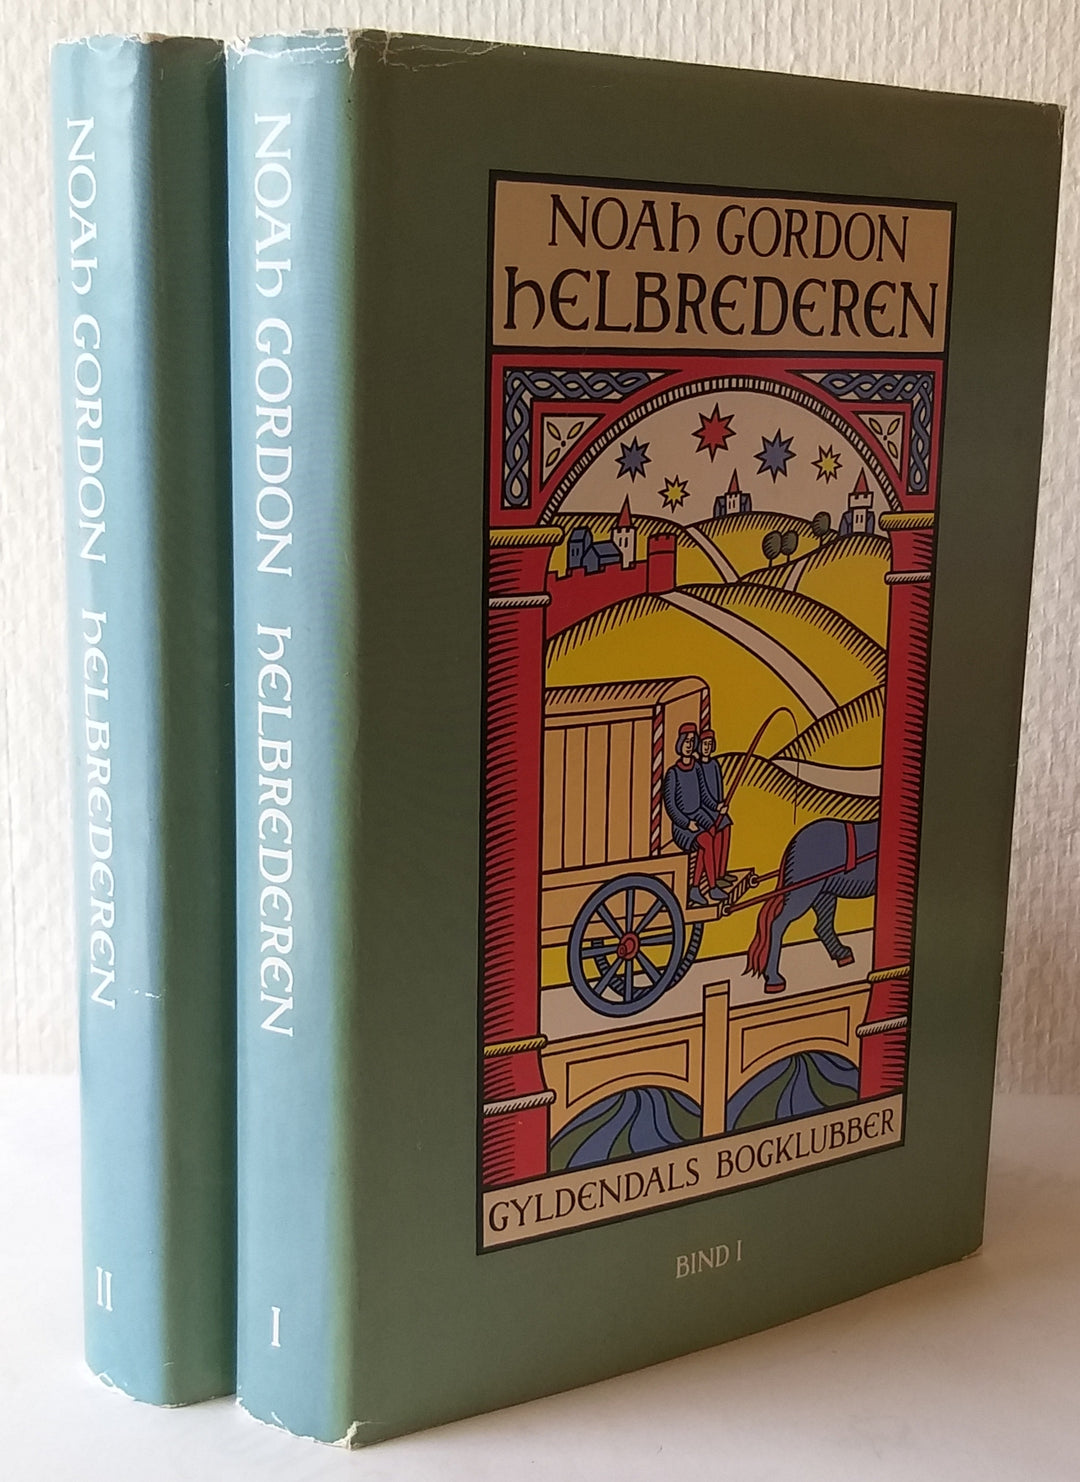 NOAh GORDON hELBREDEREN
II
NOAh GORDON hELBREDEREN
I
NOAh GORDON
hELBREDEREN
GYLDENDALS BOGKLUBBER
BIND I